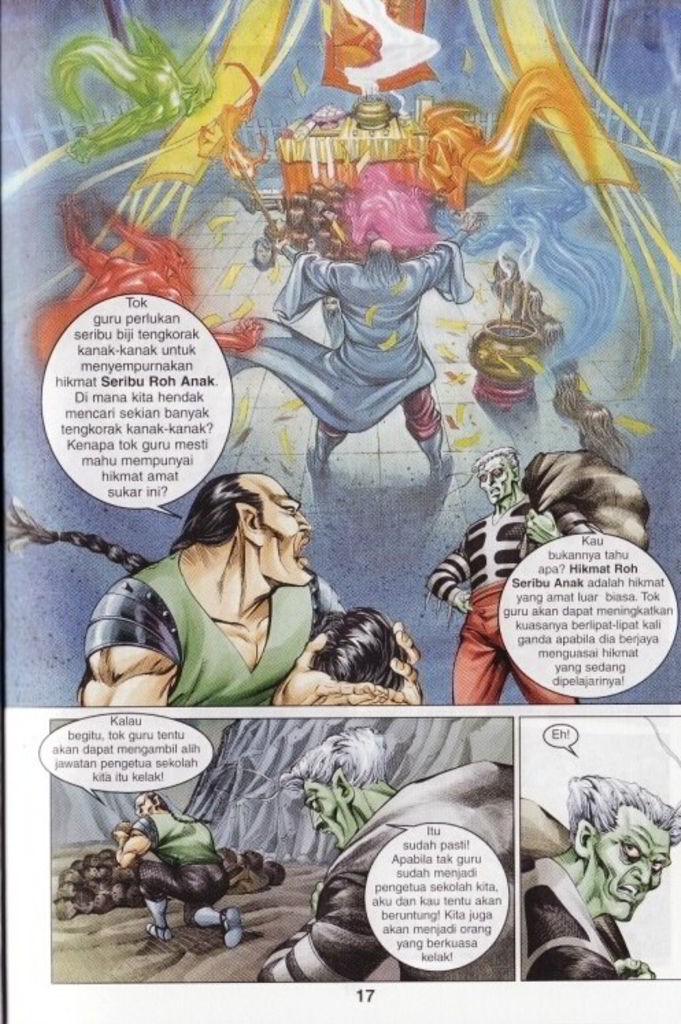 Tok
guru perlukan
seribu biji tengkorak
kanak-kanak untuk
menyempurnakan
hikmat Seribu Roh Anak.
Di mana kita hendak
mencari sekian banyak
tengkorak kanak-kanak?
Kenapa tok guru mesti
mahu mempunyai
hikmat amat
sukar ini?
Kau
bukannya tahu
apa? Hikmat Roh
Seribu Anak adalah hikmat
yang amat luar biasa. Tok
guru akan dapat meningkatkan
kuasanya berlipat-lipat kali
ganda apabila dia berjaya
menguasai hikmat
yang sedang
dipelajarinya!
Kalau
begitu, tok guru tentu
akan dapat mengambil alih
jawatan pengetua sekolah
kita itu kelak!
Itu
sudah pasti!
Apabila tak guru
sudah menjadi
pengetua sekolah kita,
aku dan kau tentu akan
beruntung! Kita juga
akan menjadi orang
yang berkuasa
kelak!
Eh!
17